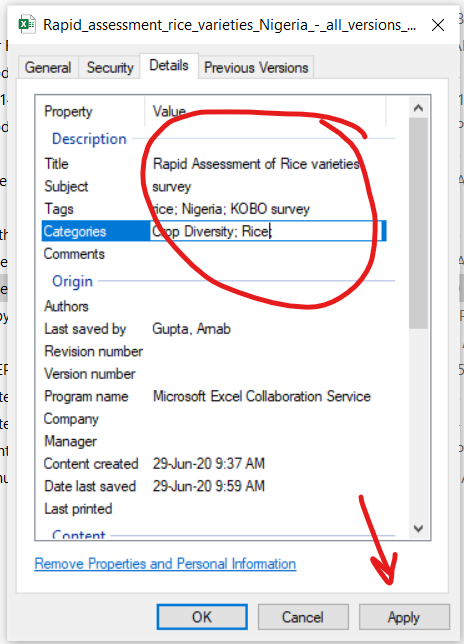 Rapid_assessment_rice_varieties_Nigeria_-_all_versions_...
General Security Details Previous Versions
Property Value
Description
Title Rapid Assessment of Rice varieties
Subject survey
Tags rice; Nigeria; KOBO survey
Categories Crop Diversity; Rice;
Comments
Origin
Authors
Last saved by Gupta, Arnab
Revision number
Version number
Program name Microsoft Excel Collaboration Service
Company
Manager
Content created 29-Jun-20 9:37 AM
Date last saved 29-Jun-20 9:59 AM
Last printed
Content
Remove Properties and Personal Information
OK Cancel Apply